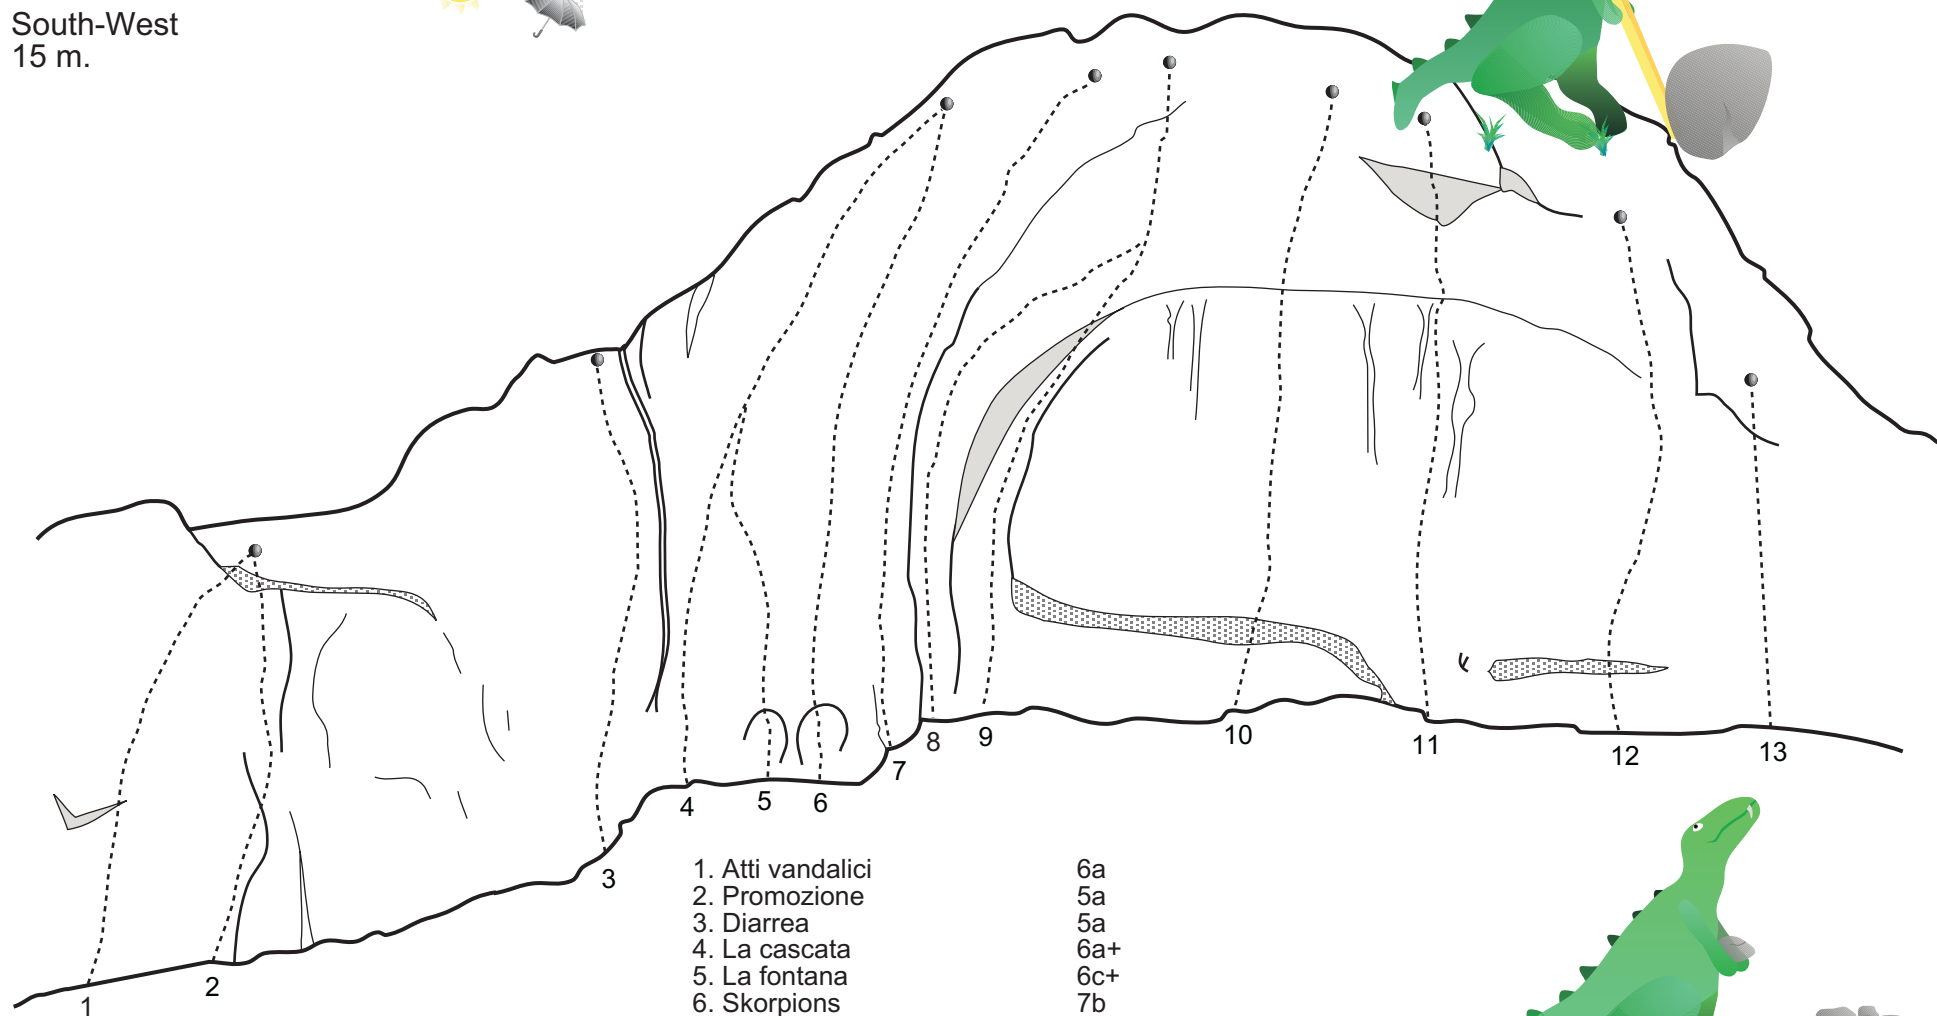 South-West
15 m.
1
2
3
4
5
6
7
8
9
10
11
12
13
1. Atti vandalici 6a
2. Promozione 5a
3. Diarrea 5a
4. La cascata 6a+
5. La fontana 6c+
6. Skorpions 7b